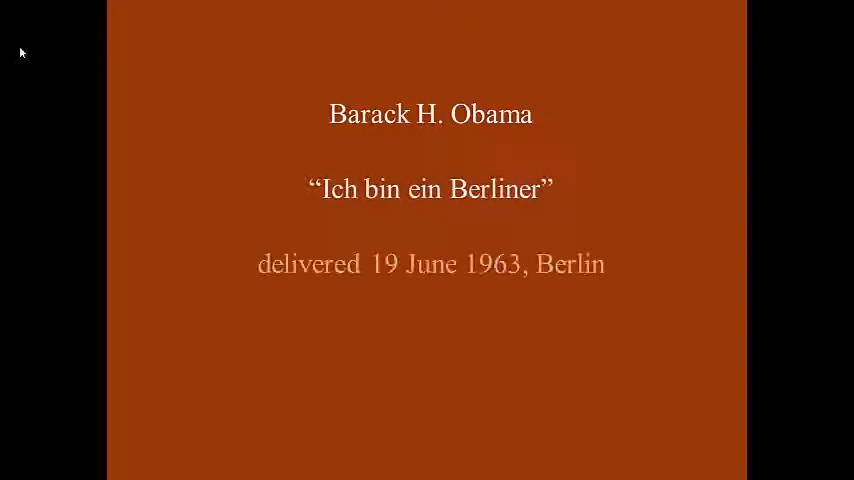 Barack H. Obama
“Ich bin ein Berliner”
delivered 19 June 1963, Berlin